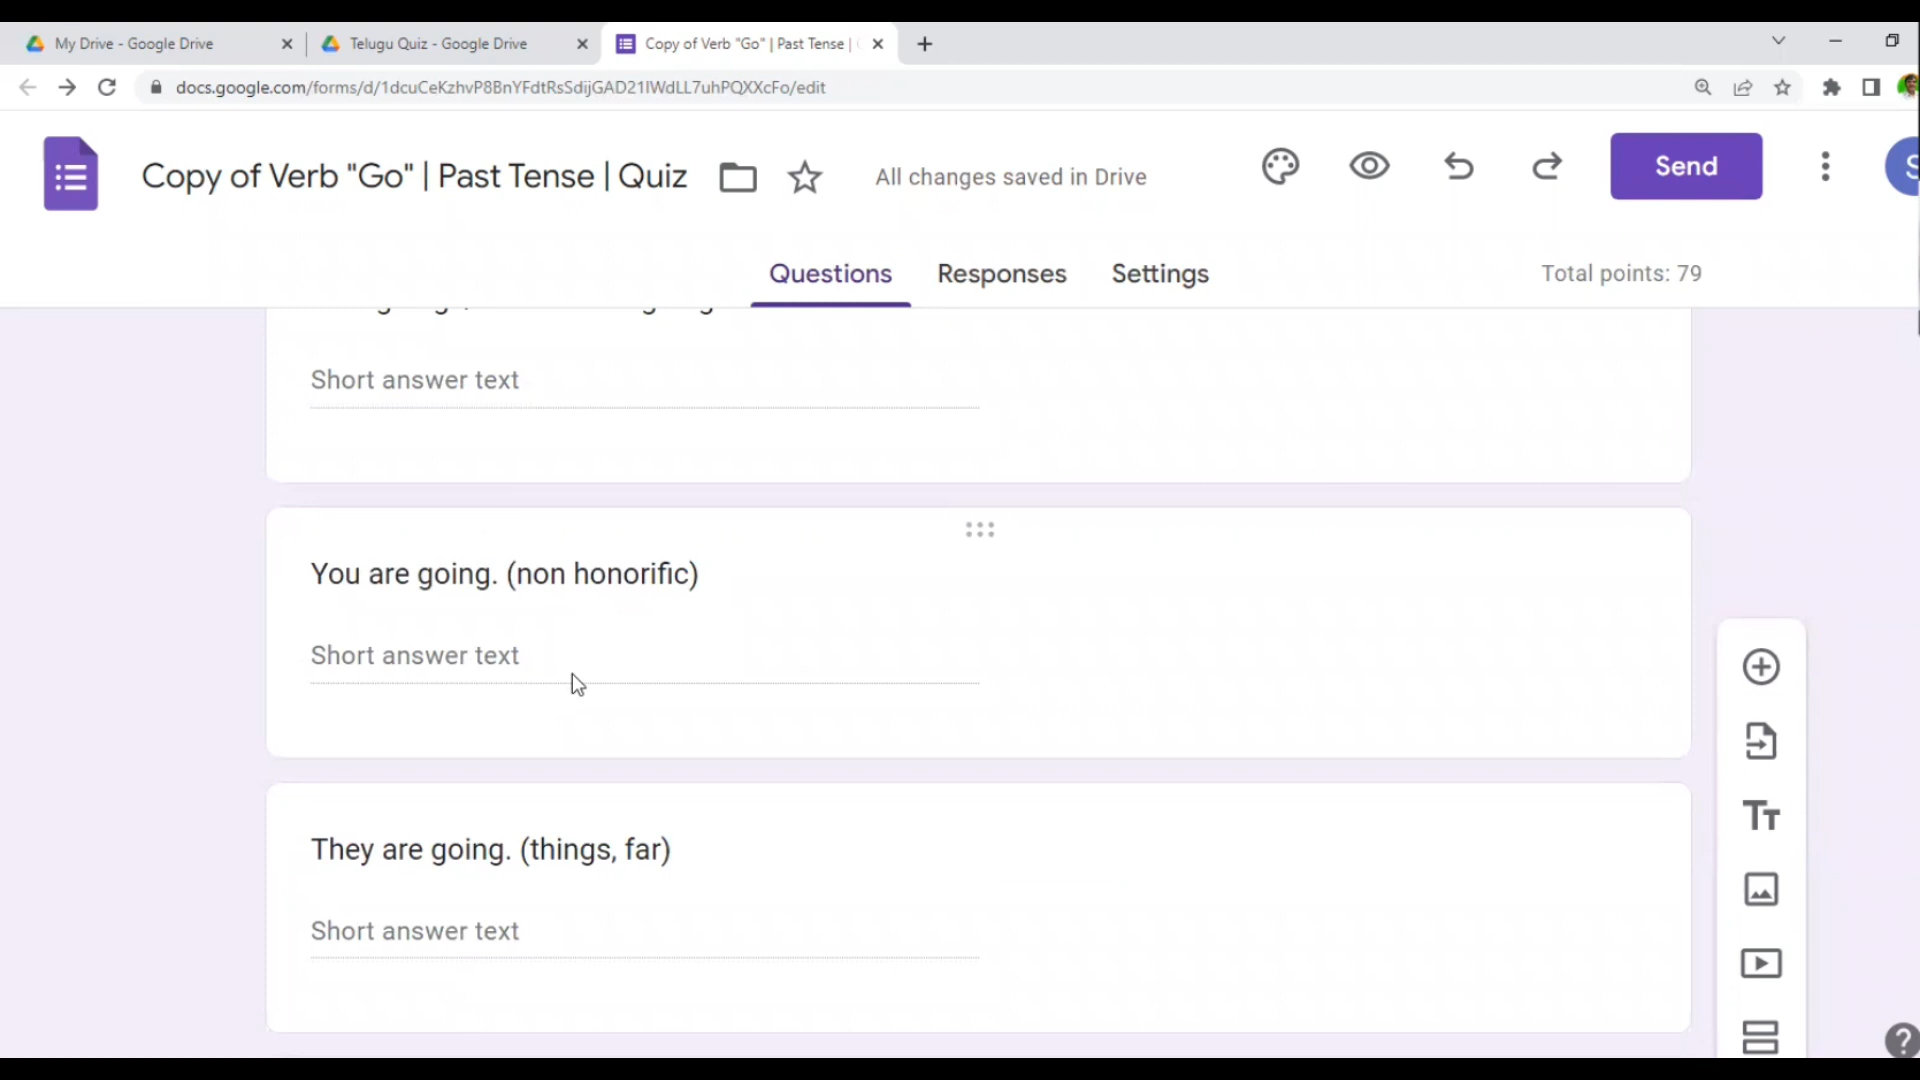 My Drive - Google Drive
Telugu Quiz - Google Drive
Copy of Verb "Go" | Past Tense |
docs.google.com/forms/d/1dcuCeKzhvP8BnYFdtRsSdijGAD21IWdLL7uhPQXXcFo/edit
Copy of Verb "Go" | Past Tense | Quiz
All changes saved in Drive
Send
S
Questions
Responses
Settings
Total points: 79
Short answer text
You are going. (non honorific)
Short answer text
They are going. (things, far)
Short answer text